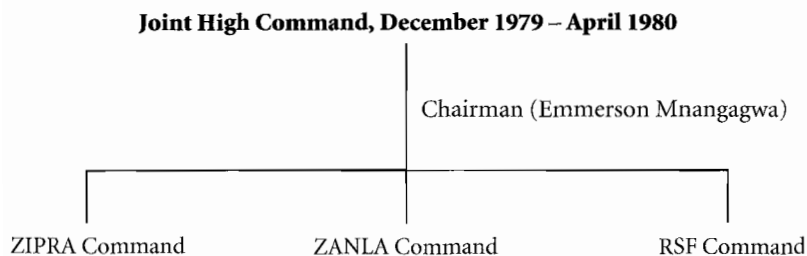 Joint High Command, December 1979 – April 1980
Chairman (Emmerson Mnangagwa)
ZIPRA Command ZANLA Command RSF Command